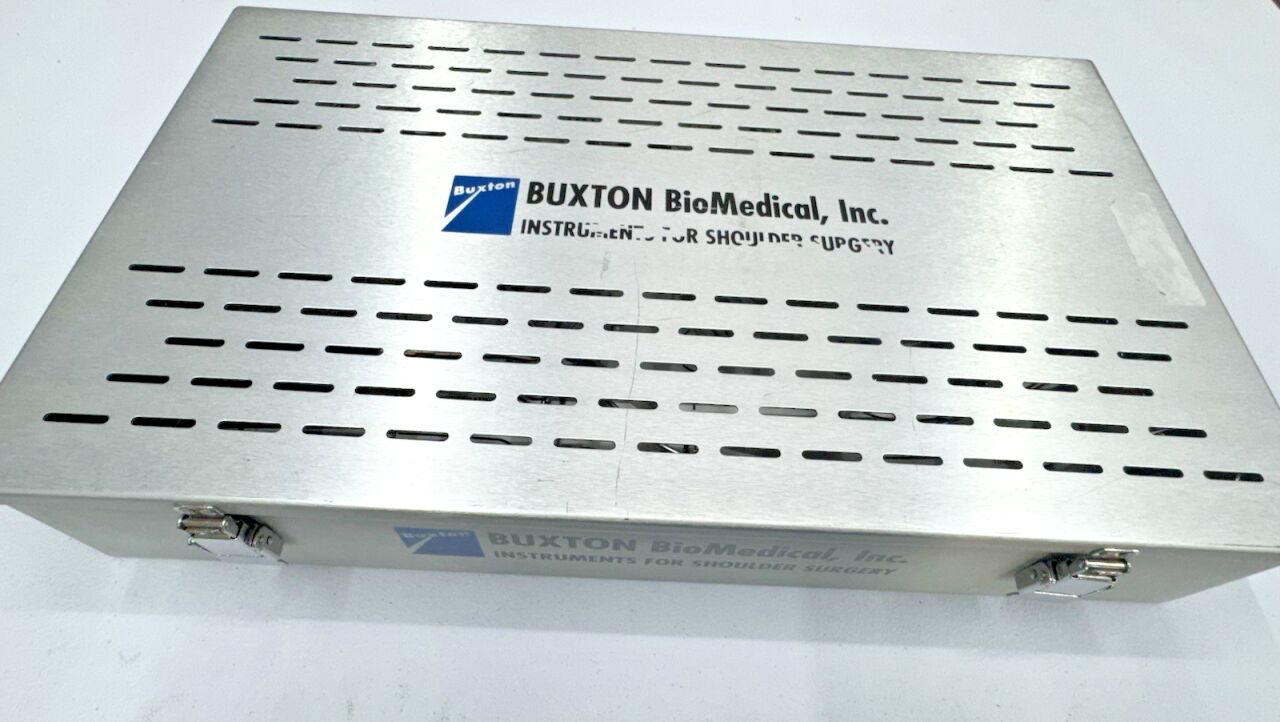 Buxton
BUXTON BioMedical, Inc.
INSTRUMENTS FOR SHOULDER SURGERY
Buxton
BUXTON BioMedical, Inc.
INSTRUMENTS FOR SHOULDER SURGERY